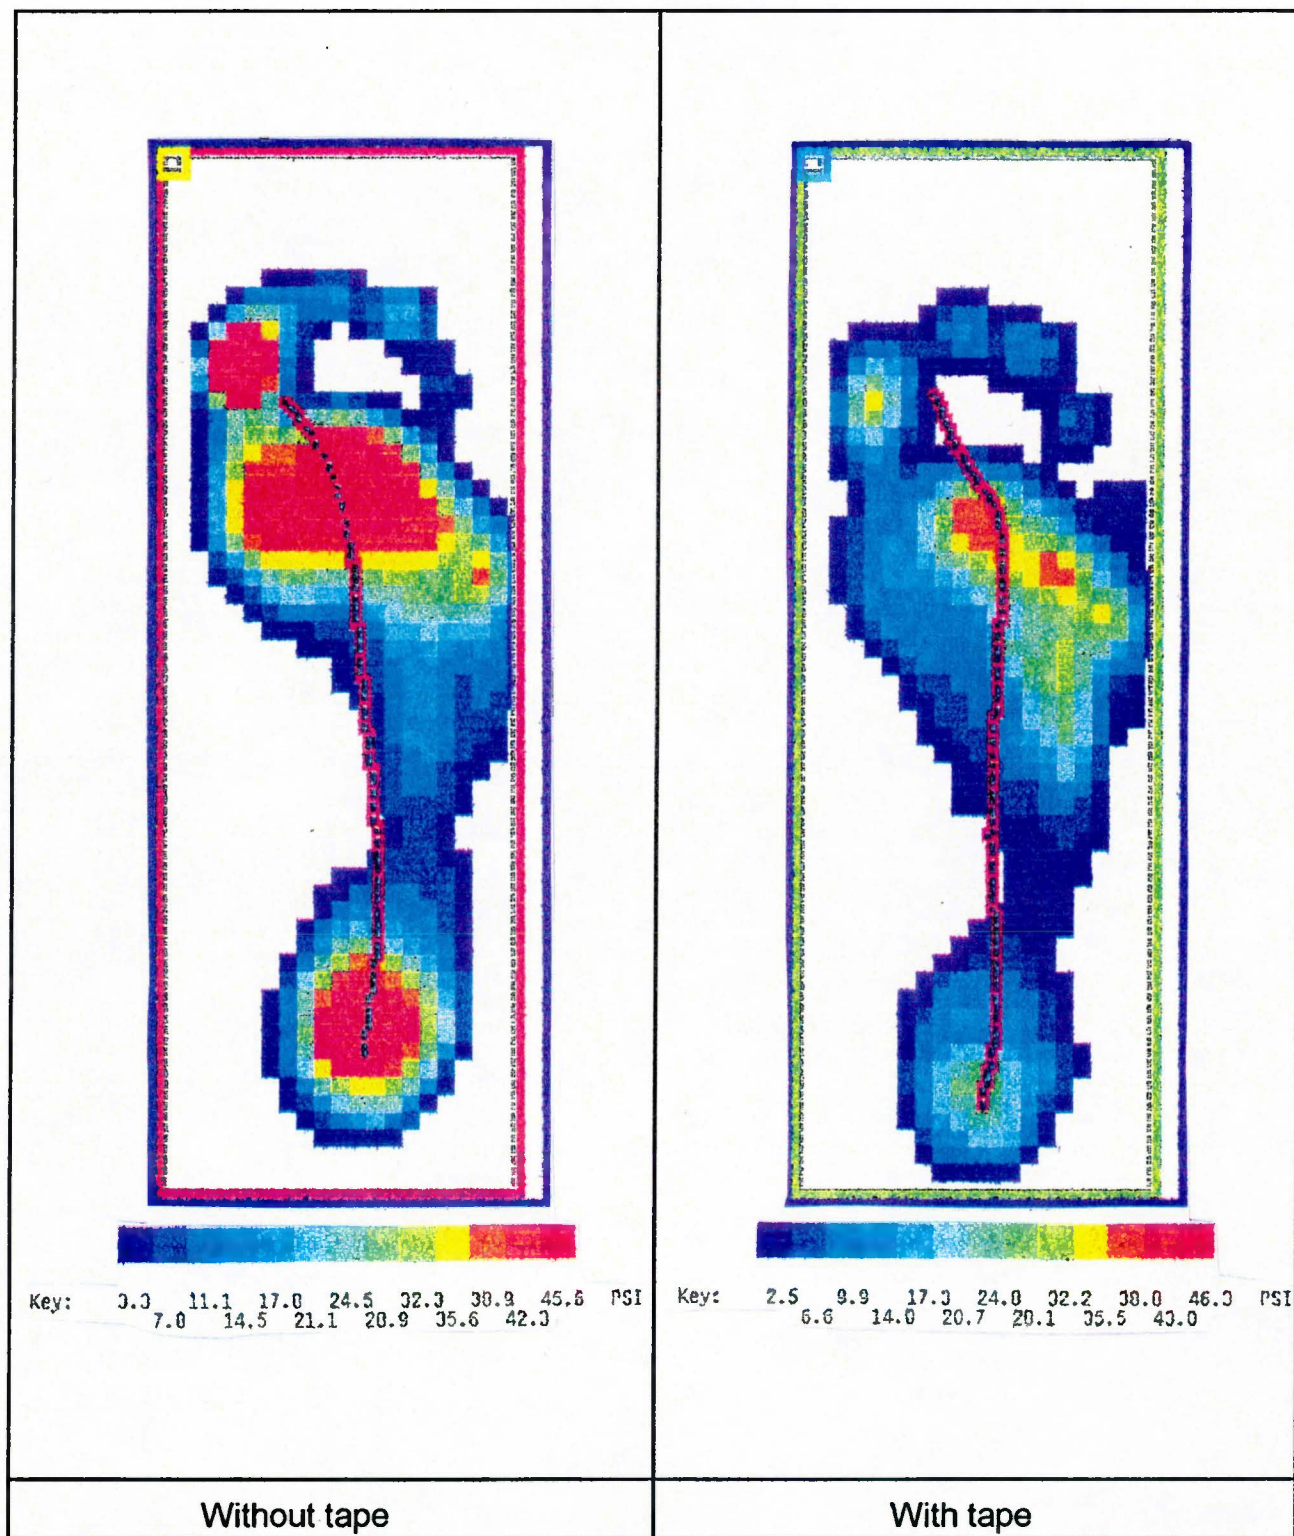 Key: 3.3 11.1 17.8 24.5 32.3 38.9 45.6 PSI
7.8 14.5 21.1 28.9 35.6 42.3
Key: 2.5 9.9 17.3 24.8 32.2 38.8 46.3 PSI
6.6 14.0 20.7 28.1 35.5 43.0
Without tape
With tape